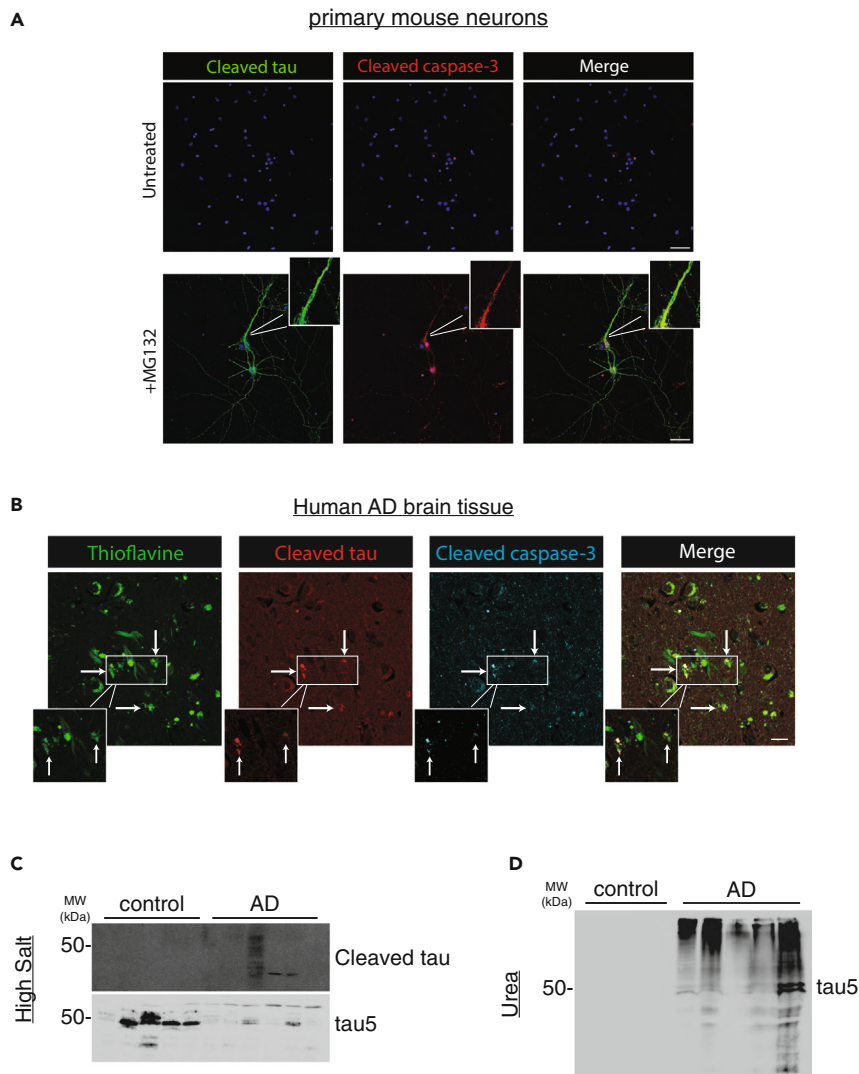 A
primary mouse neurons
Cleaved tau
Cleaved caspase-3
Merge
Untreated
+MG132
B
Human AD brain tissue
Thioflavine
Cleaved tau
Cleaved caspase-3
Merge
C
MW
(kDa)
control
AD
High Salt
50-
Cleaved tau
50-
tau5
D
MW
(kDa)
control
AD
Urea
50-
tau5